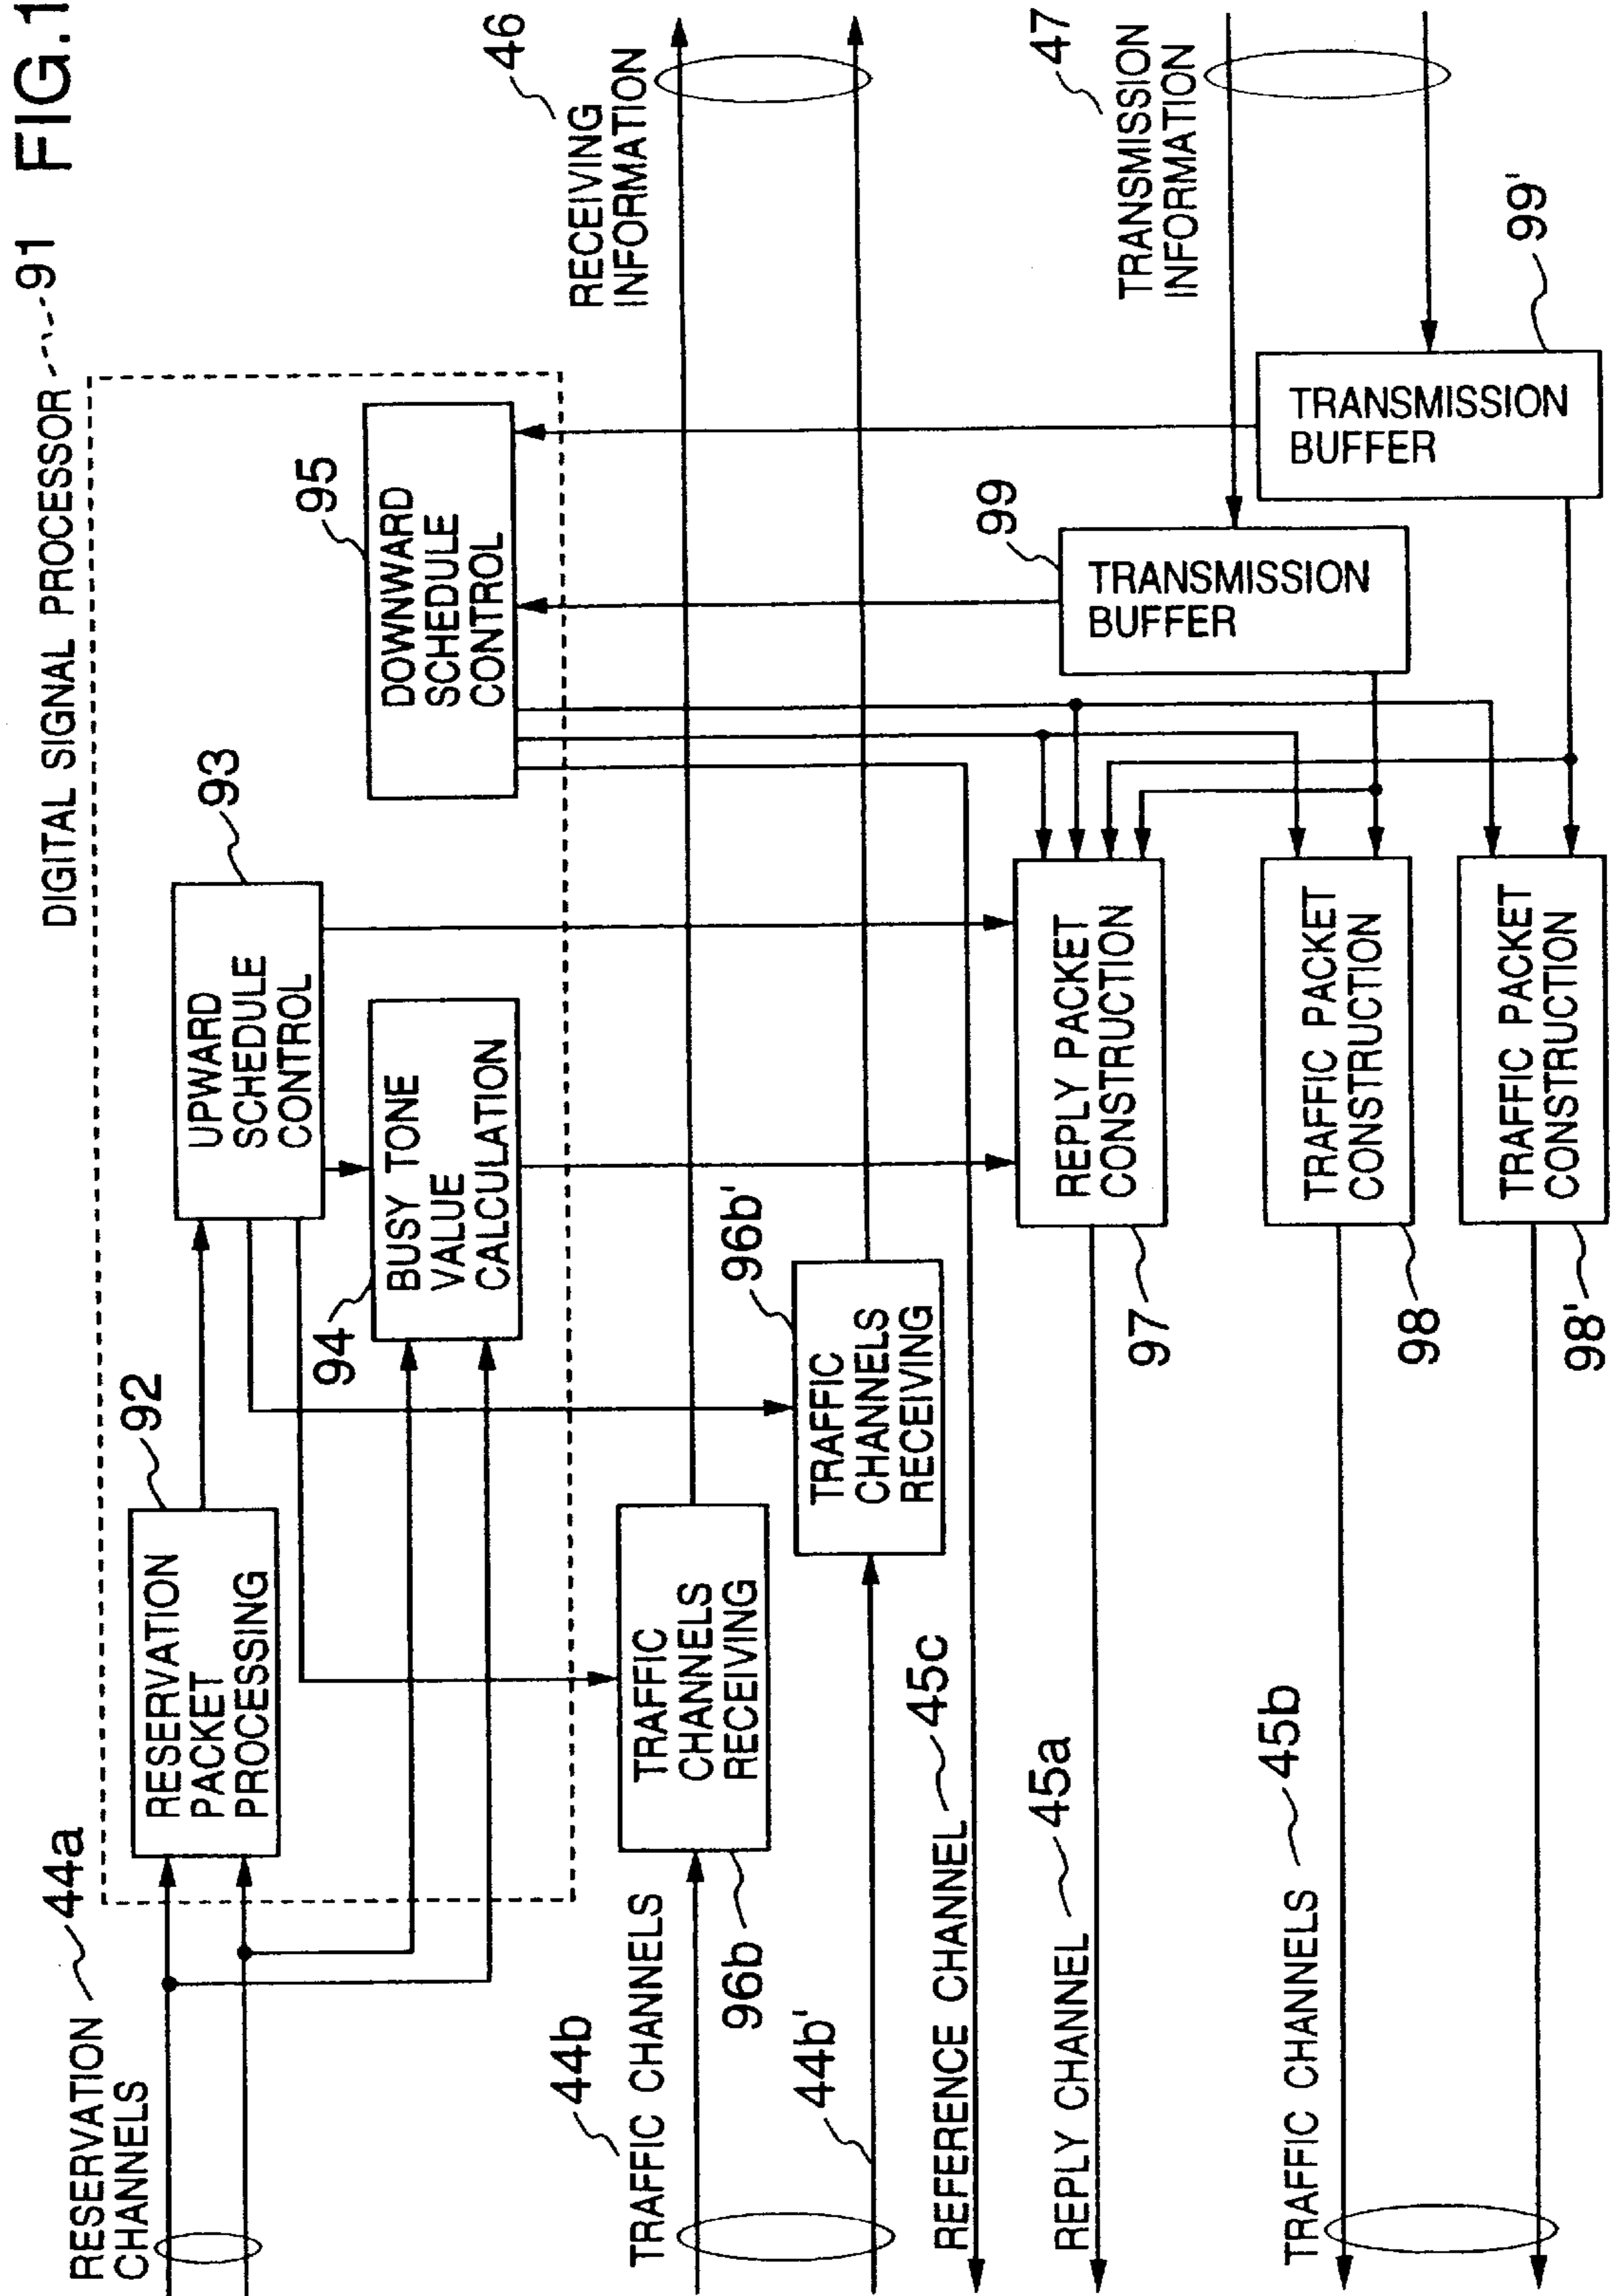 FIG.1
DIGITAL SIGNAL PROCESSOR 91
RESERVATION
CHANNELS
44a
RESERVATION
PACKET
PROCESSING
92
UPWARD
SCHEDULE
CONTROL
93
BUSY TONE
VALUE
CALCULATION
94
DOWNWARD
SCHEDULE
CONTROL
95
RECEIVING
INFORMATION
46
44b
TRAFFIC CHANNELS
TRAFFIC
CHANNELS
RECEIVING
96b
44b'
TRAFFIC
CHANNELS
RECEIVING
96b'
REFERENCE CHANNEL 45c
REPLY CHANNEL 45a
REPLY PACKET
CONSTRUCTION
97
TRANSMISSION
BUFFER
99
TRANSMISSION
INFORMATION
47
TRAFFIC CHANNELS 45b
TRAFFIC PACKET
CONSTRUCTION
98
TRANSMISSION
BUFFER
99'
TRAFFIC PACKET
CONSTRUCTION
98'